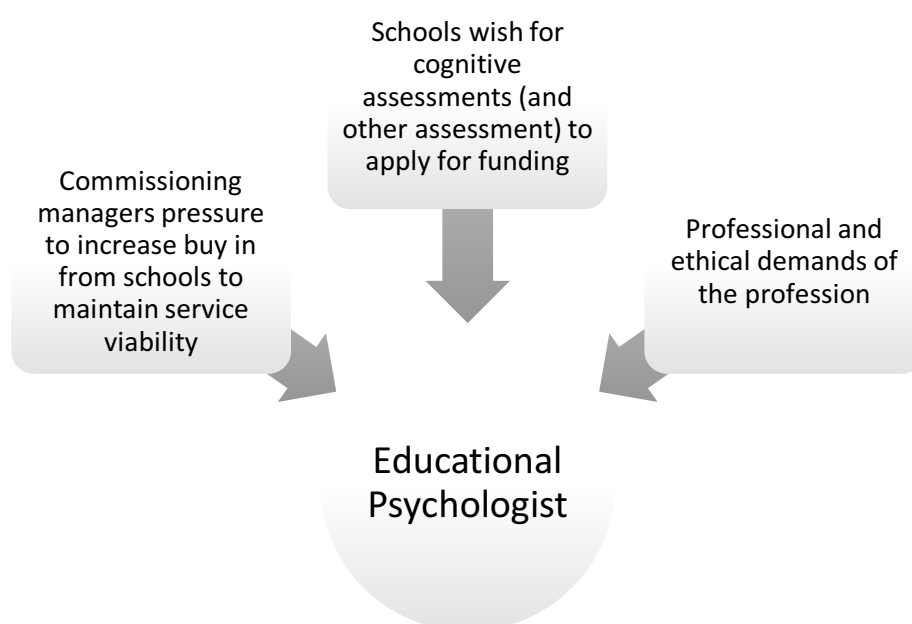 Schools wish for
cognitive
assessments (and
other assessment) to
apply for funding
Commissioning
managers pressure
to increase buy in
from schools to
maintain service
viability
Professional and
ethical demands of
the profession
Educational
Psychologist